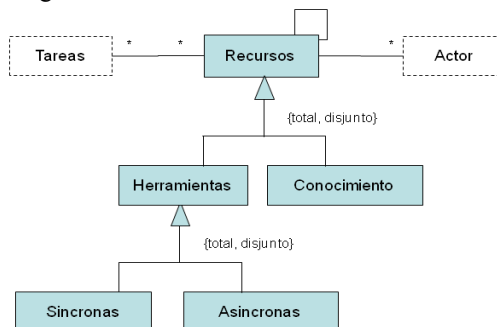 Tareas
*
*
Recursos
*
Actor
{total, disjunto}
Herramientas
Conocimiento
{total, disjunto}
Sincronas
Asincronas